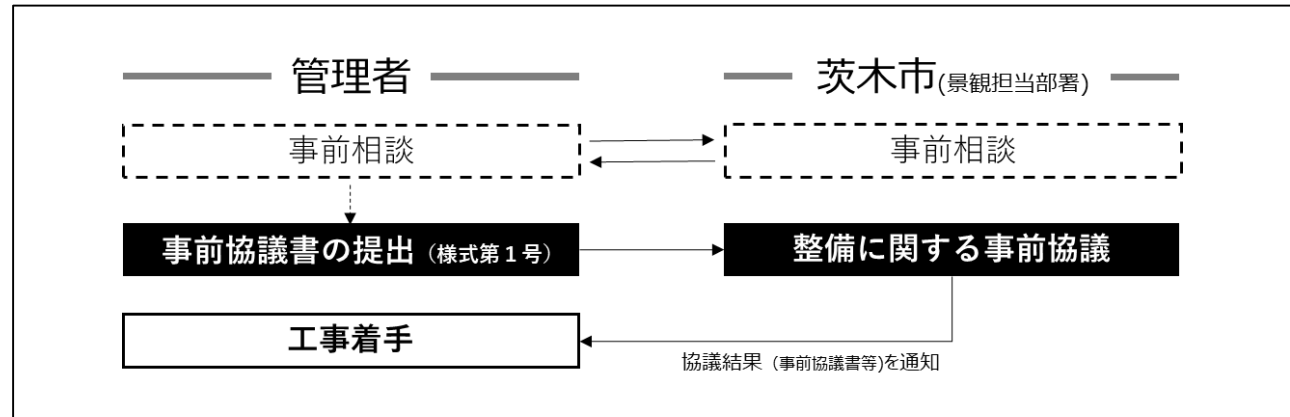 管理者
茨木市(景観担当部署)
事前相談
事前相談
事前協議書の提出（様式第１号）
整備に関する事前協議
工事着手
協議結果（事前協議書等)を通知